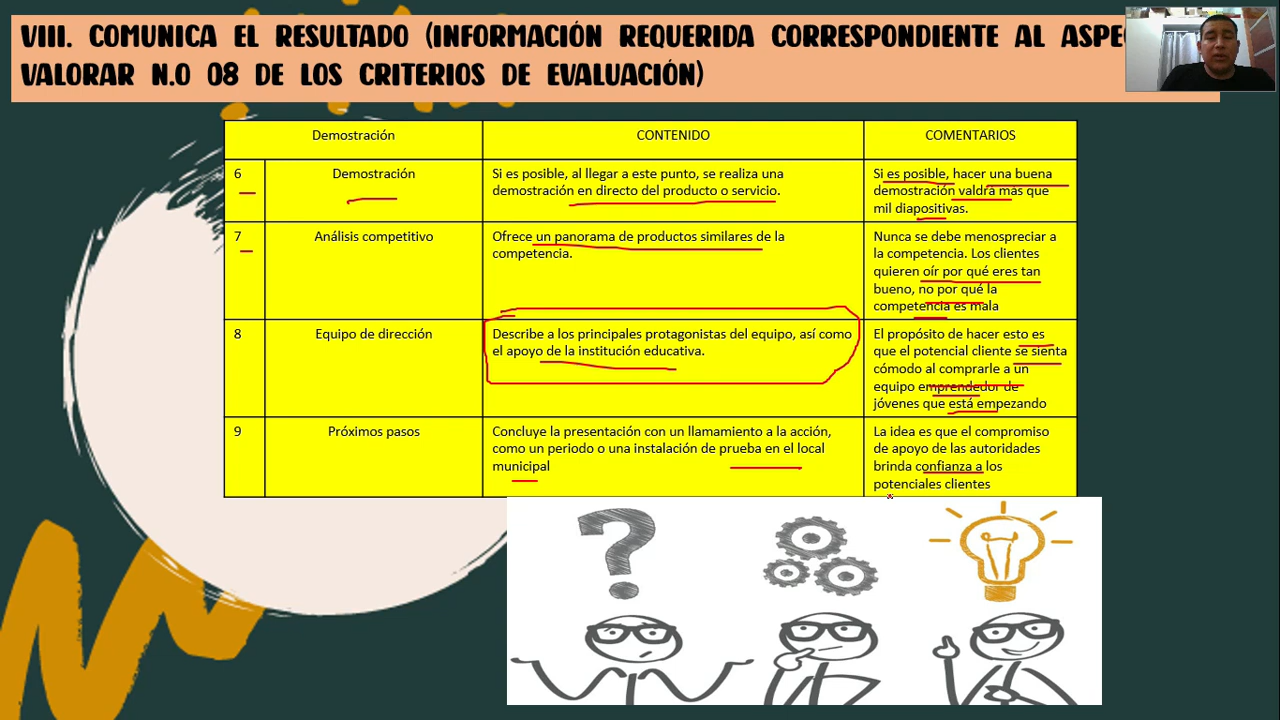 VIII. COMUNICA EL RESULTADO (INFORMACIÓN REQUERIDA CORRESPONDIENTE AL
VALORAR N.O 08 DE LOS CRITERIOS DE EVALUACIÓN)
Demostración CONTENIDO COMENTARIOS
6 Demostración
Si es posible, al llegar a este punto, se realiza una
demostración en directo del producto o servicio.
Si es posible, hacer una buena
demostración valdrá más que
mil diapositivas.
7 Análisis competitivo
Ofrece un panorama de productos similares de la
competencia.
Nunca se debe menospreciar a
la competencia. Los clientes
quieren oír por qué eres tan
bueno, no por qué la
competencia es mala
8 Equipo de dirección
Describe a los principales protagonistas del equipo, así como
el apoyo de la institución educativa.
El propósito de hacer esto es
que el potencial cliente se sienta
cómodo al comprarle a un
equipo emprendedor de
jóvenes que está empezando
9 Próximos pasos
Concluye la presentación con un llamamiento a la acción,
como un periodo o una instalación de prueba en el local
municipal
La idea es que el compromiso
de apoyo de las autoridades
brinda confianza a los
potenciales clientes
?